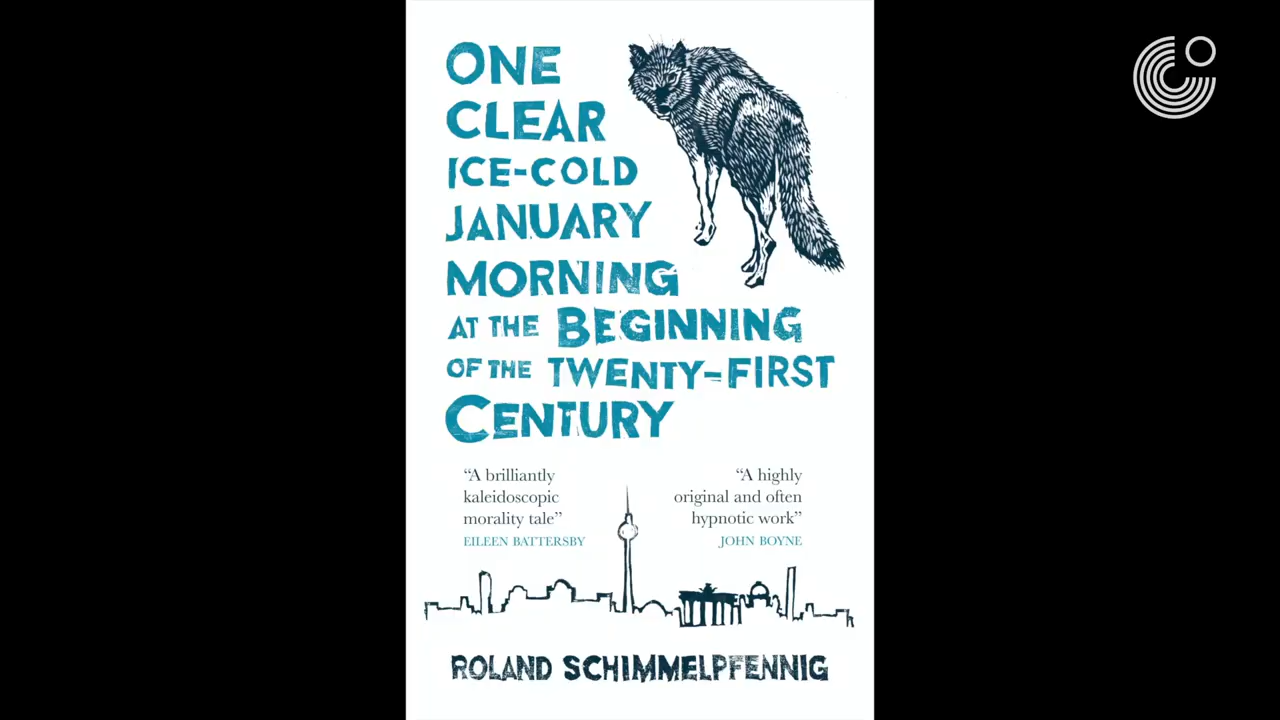 ONE
CLEAR
ICE-COLD
JANUARY
MORNING
AT THE BEGINNING
OF THE TWENTY-FIRST
CENTURY
“A brilliantly
kaleidoscopic
morality tale”
EILEEN BATTERSBY
“A highly
original and often
hypnotic work”
JOHN BOYNE
ROLAND SCHIMMELPFENNIG